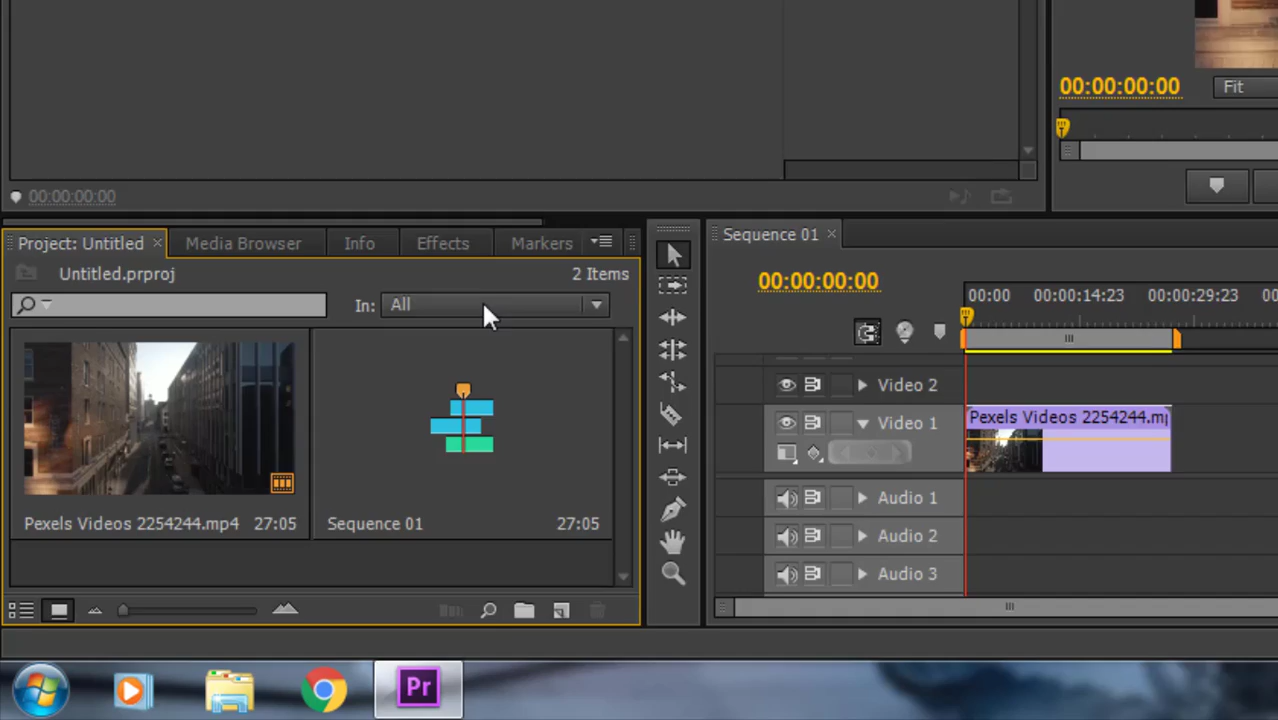 00:00:00:00
Fit
00:00:00:00
Project: Untitled
Media Browser
Info
Effects
Markers
Untitled.prproj
2 Items
In:
All
Pexels Videos 2254244.mp4
27:05
Sequence 01
27:05
Sequence 01
00:00:00:00
00:00
00:00:14:23
00:00:29:23
00
Video 2
Video 1
Pexels Videos 2254244.mp
Audio 1
Audio 2
Audio 3
Pr